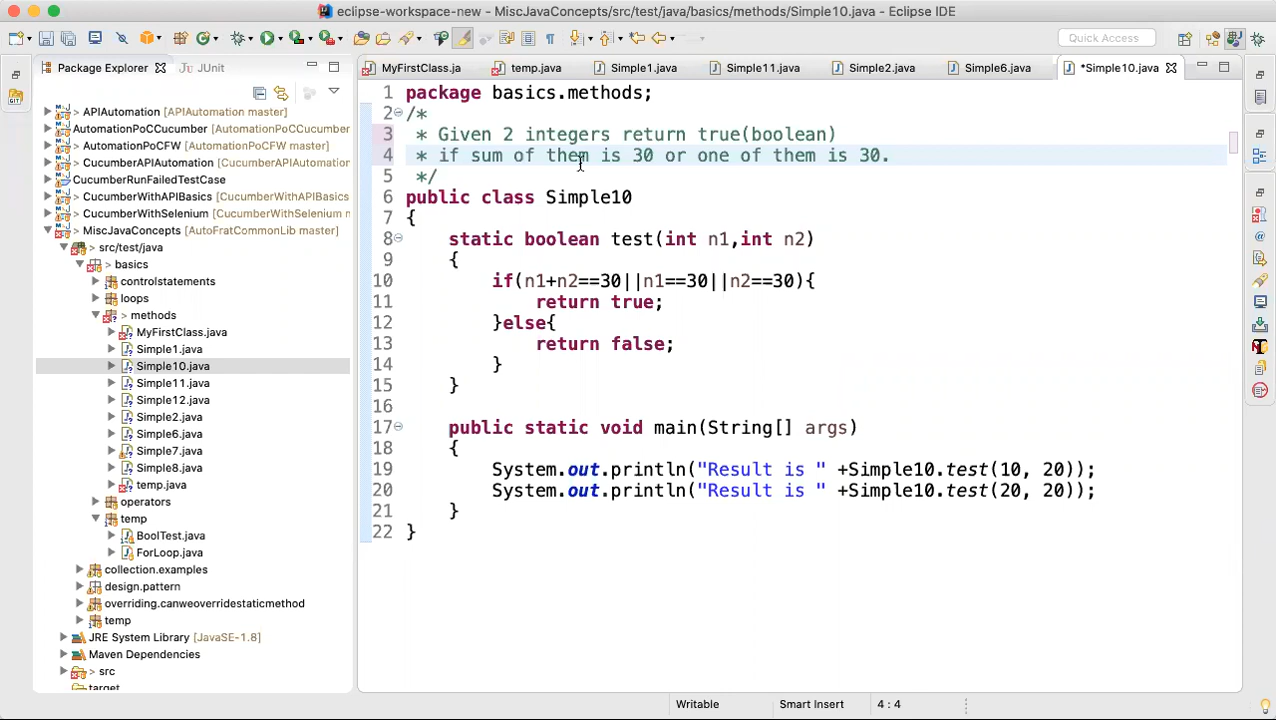 eclipse-workspace-new - MiscJavaConcepts/src/test/java/basics/methods/Simple10.java - Eclipse IDE
Quick Access
Package Explorer
JUnit
MyFirstClass.ja
temp.java
Simple1.java
Simple11.java
Simple2.java
Simple6.java
*Simple10.java
> APIAutomation [APIAutomation master]
AutomationPoCCucumber [AutomationPoC
> AutomationPoCFW [AutomationPoCFW master]
> CucumberAPIAutomation [CucumberAPIAutoma
CucumberRunFailedTestCase
> CucumberWithAPIBasics [CucumberWithAPIBa
> CucumberWithSelenium [CucumberWithSelenium m
> MiscJavaConcepts [AutoFratCommonLib master]
> src/test/java
> basics
controlstatements
loops
> methods
MyFirstClass.java
Simple1.java
Simple10.java
Simple11.java
Simple12.java
Simple2.java
Simple6.java
Simple7.java
Simple8.java
temp.java
operators
temp
BoolTest.java
ForLoop.java
collection.examples
design.pattern
overriding.canweoverridestaticmethod
temp
JRE System Library [JavaSE-1.8]
Maven Dependencies
> src
target
1 package basics.methods;
2 /*
3 * Given 2 integers return true(boolean)
4 * if sum of them is 30 or one of them is 30.
5 */
6 public class Simple10
7 {
8 static boolean test(int n1,int n2)
9 {
10 if(n1+n2==30||n1==30||n2==30){
11 return true;
12 }else{
13 return false;
14 }
15 }
16
17 public static void main(String[] args)
18 {
19 System.out.println("Result is " +Simple10.test(10, 20));
20 System.out.println("Result is " +Simple10.test(20, 20));
21 }
22 }
Writable
Smart Insert
4 : 4